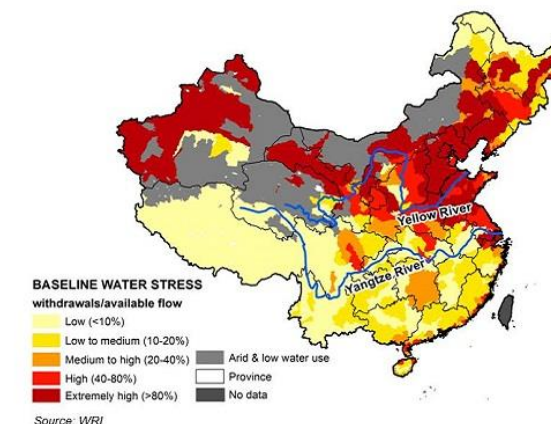 Yellow River
Yangtze River
BASELINE WATER STRESS
withdrawals/available flow
Low (<10%)
Low to medium (10-20%)
Medium to high (20-40%)
High (40-80%)
Extremely high (>80%)
Arid & low water use
Province
No data
Source: WRI